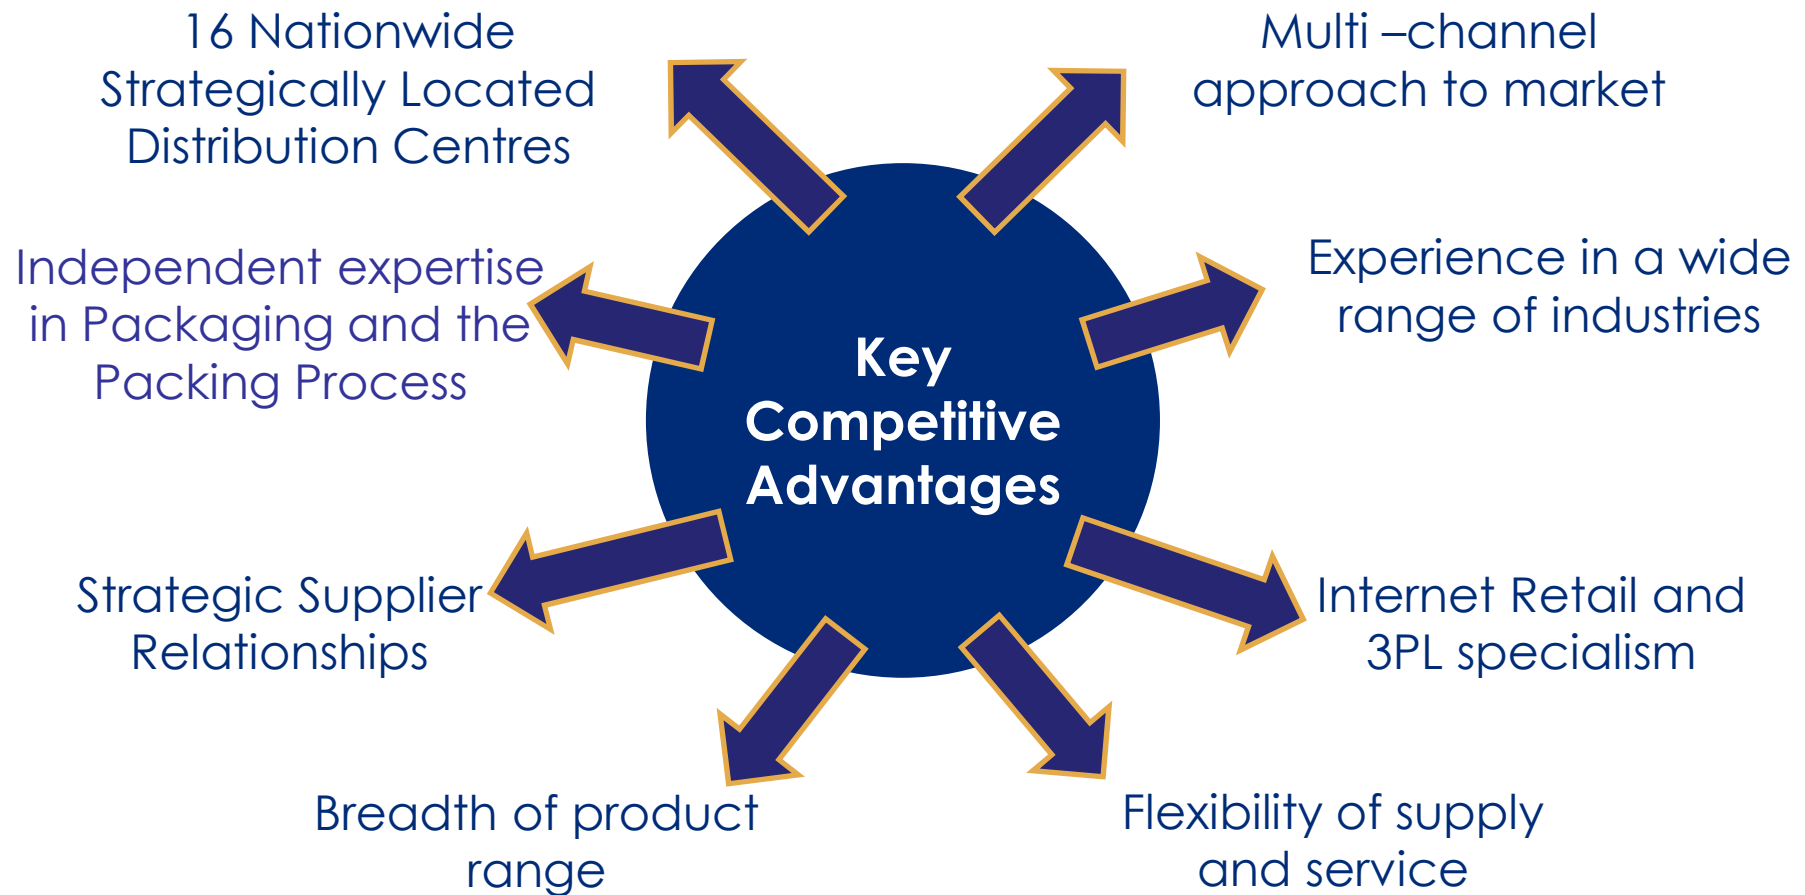 16 Nationwide
Strategically Located
Distribution Centres
Multi –channel
approach to market
Independent expertise
in Packaging and the
Packing Process
Experience in a wide
range of industries
Key
Competitive
Advantages
Strategic Supplier
Relationships
Internet Retail and
3PL specialism
Breadth of product
range
Flexibility of supply
and service